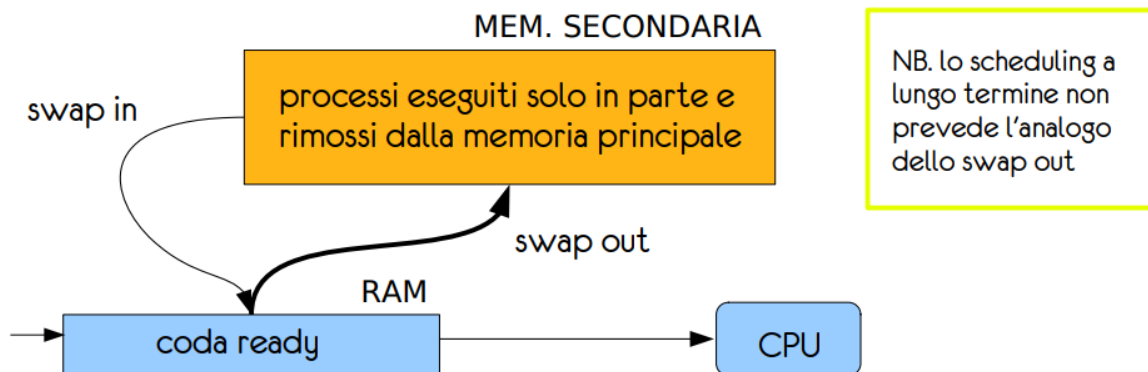 MEM. SECONDARIA
processi eseguiti solo in parte e
rimossi dalla memoria principale
swap in
swap out
RAM
coda ready
CPU
NB. lo scheduling a
lungo termine non
prevede l'analogo
dello swap out